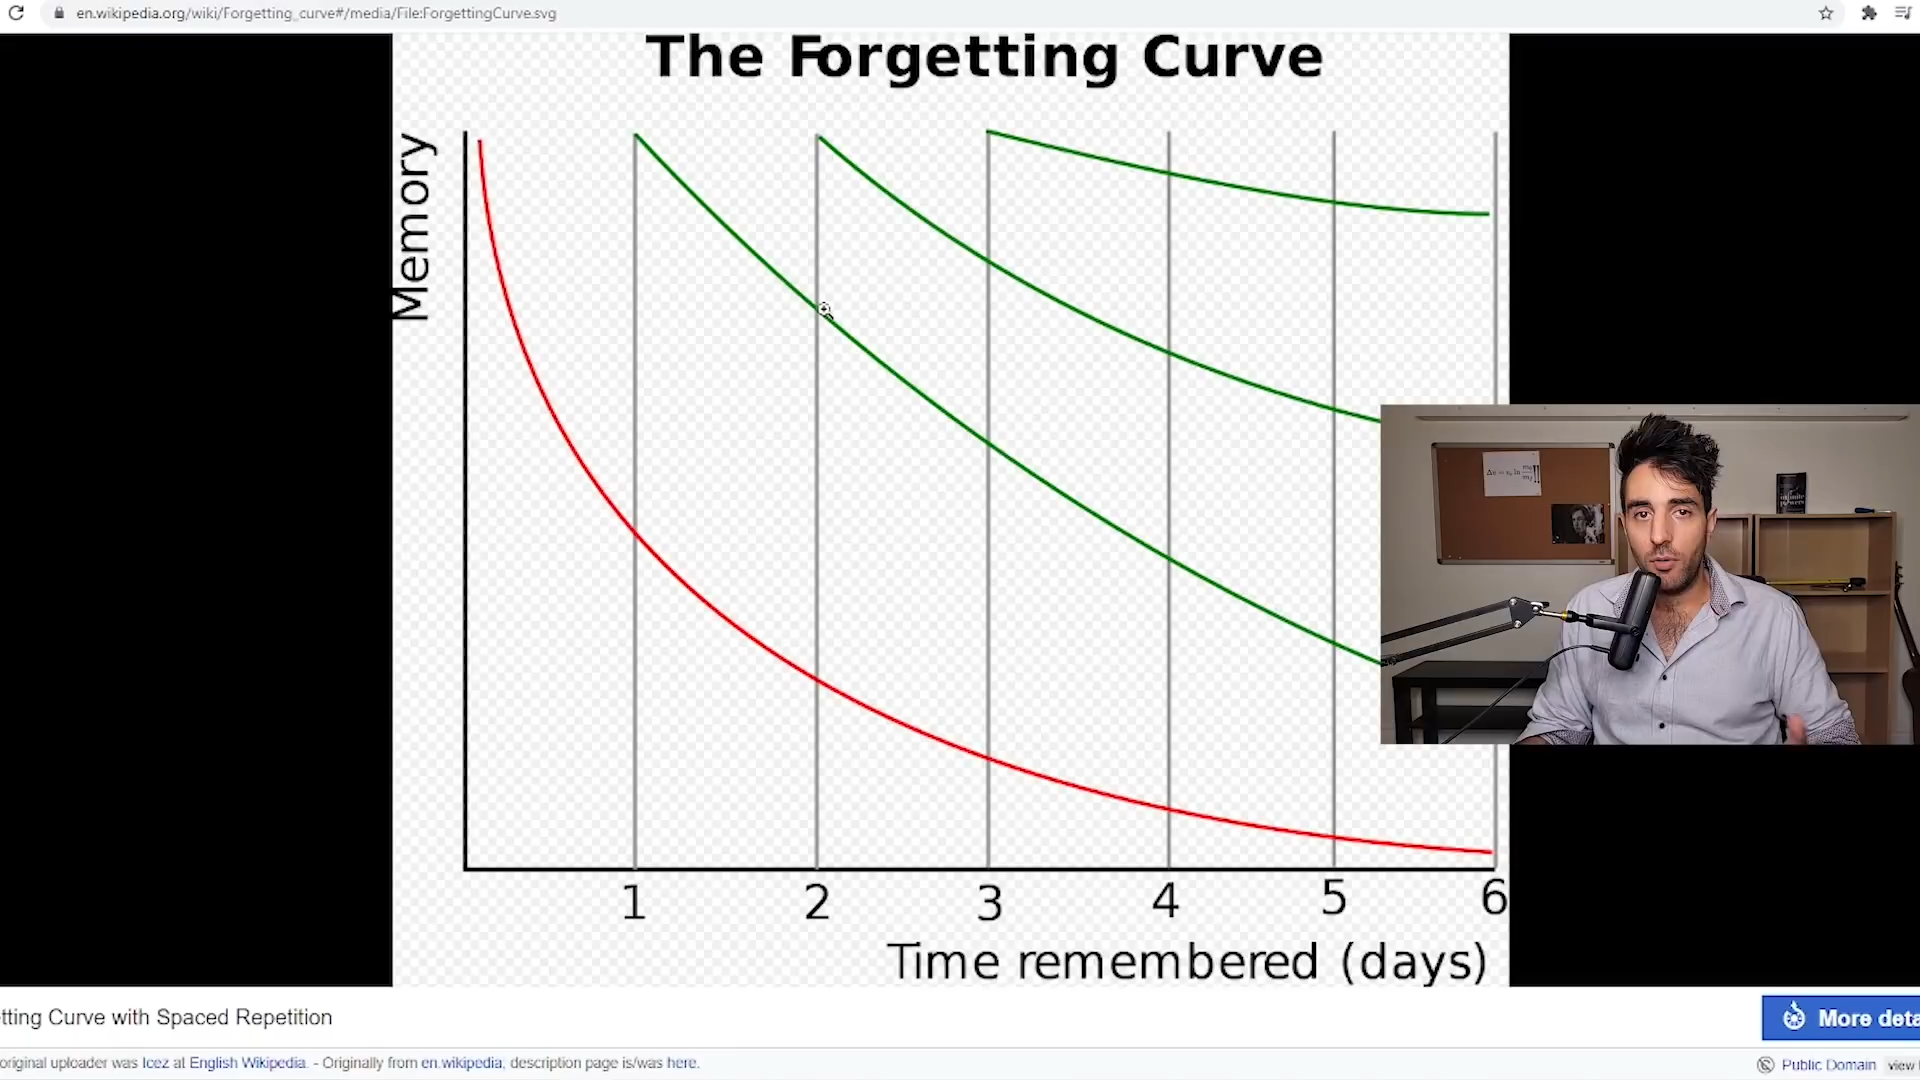 en.wikipedia.org/wiki/Forgetting_curve#/media/File:ForgettingCurve.svg
The Forgetting Curve
Memory
infinite
powers
1 2 3 4 5 6
Time remembered (days)
tting Curve with Spaced Repetition
More deta
original uploader was Icez at English Wikipedia. - Originally from en.wikipedia; description page is/was here.
Public Domain
view